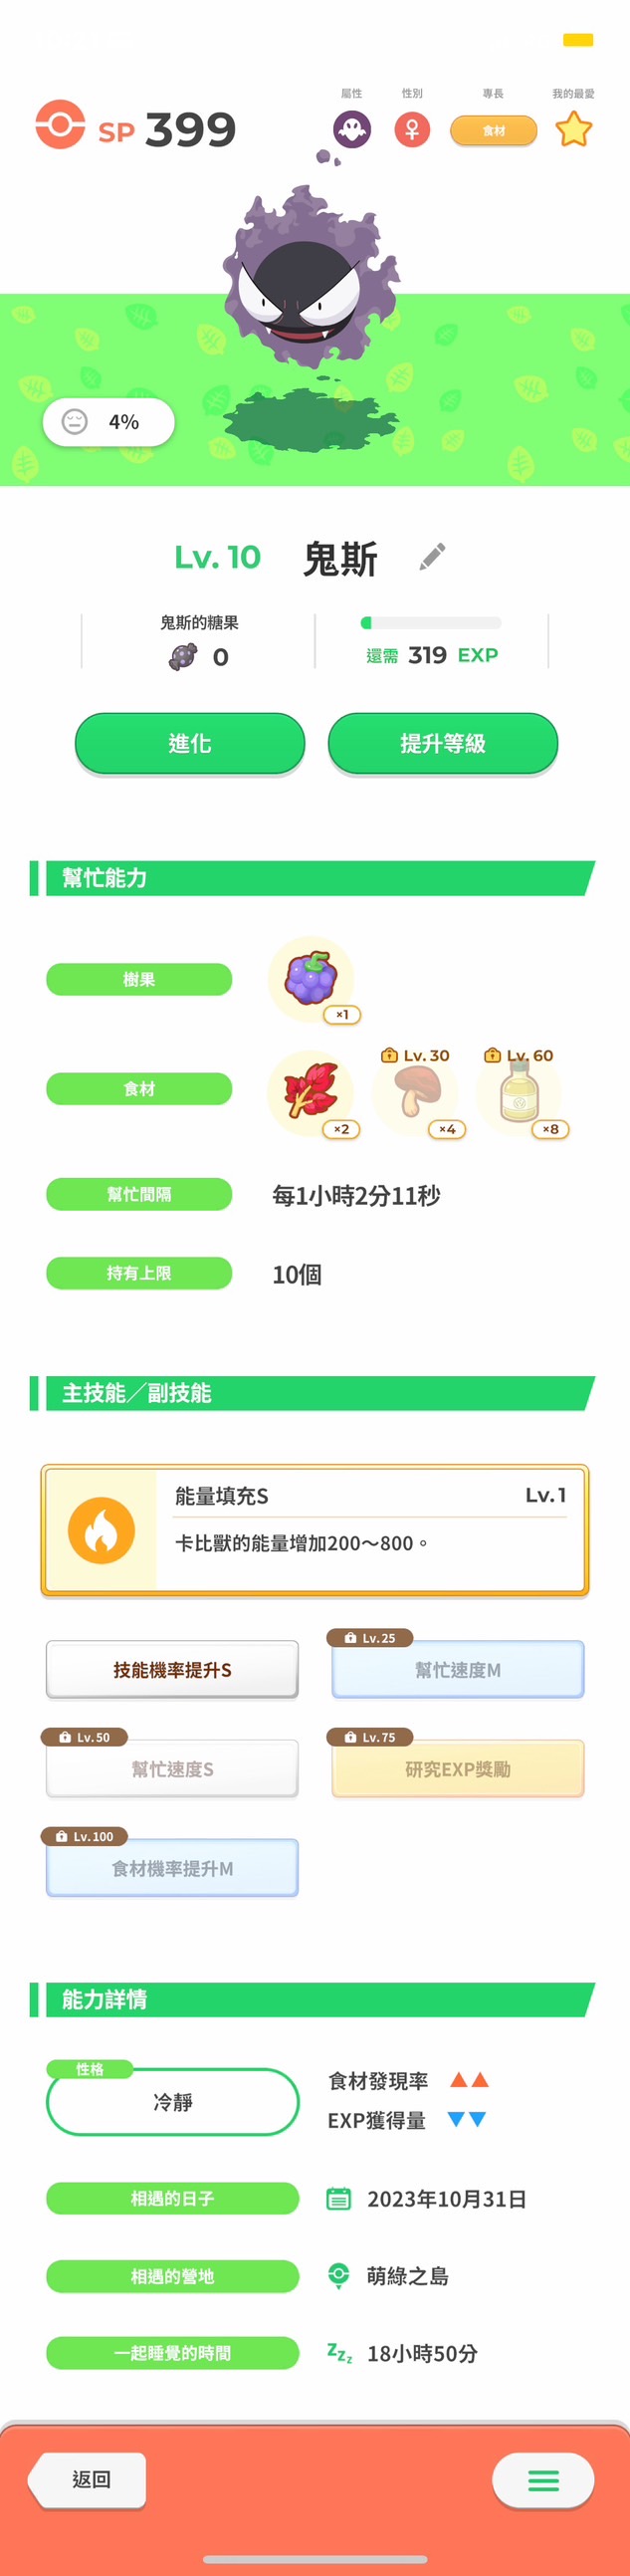 屬性
性別
專長
我的最愛
SP 399
食材
4%
Lv. 10 鬼斯
鬼斯的糖果
0
還需 319 EXP
進化
提升等級
幫忙能力
樹果
×1
食材
Lv. 30
Lv. 60
×2
×4
×8
幫忙間隔
每1小時2分11秒
持有上限
10個
主技能／副技能
能量填充S
Lv.1
卡比獸的能量增加200～800。
技能機率提升S
Lv.25
幫忙速度M
Lv.50
幫忙速度S
Lv.75
研究EXP獎勵
Lv.100
食材機率提升M
能力詳情
性格
冷靜
食材發現率 ▲▲
EXP獲得量 ▼▼
相遇的日子
2023年10月31日
相遇的營地
萌綠之島
一起睡覺的時間
18小時50分
返回